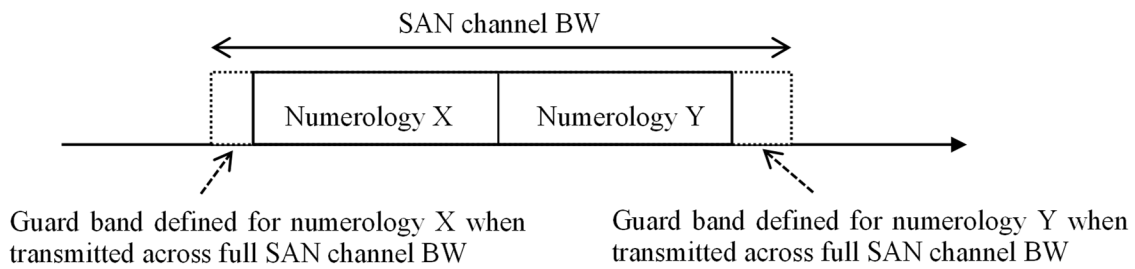 SAN channel BW
Numerology X
Numerology Y
Guard band defined for numerology X when
transmitted across full SAN channel BW
Guard band defined for numerology Y when
transmitted across full SAN channel BW